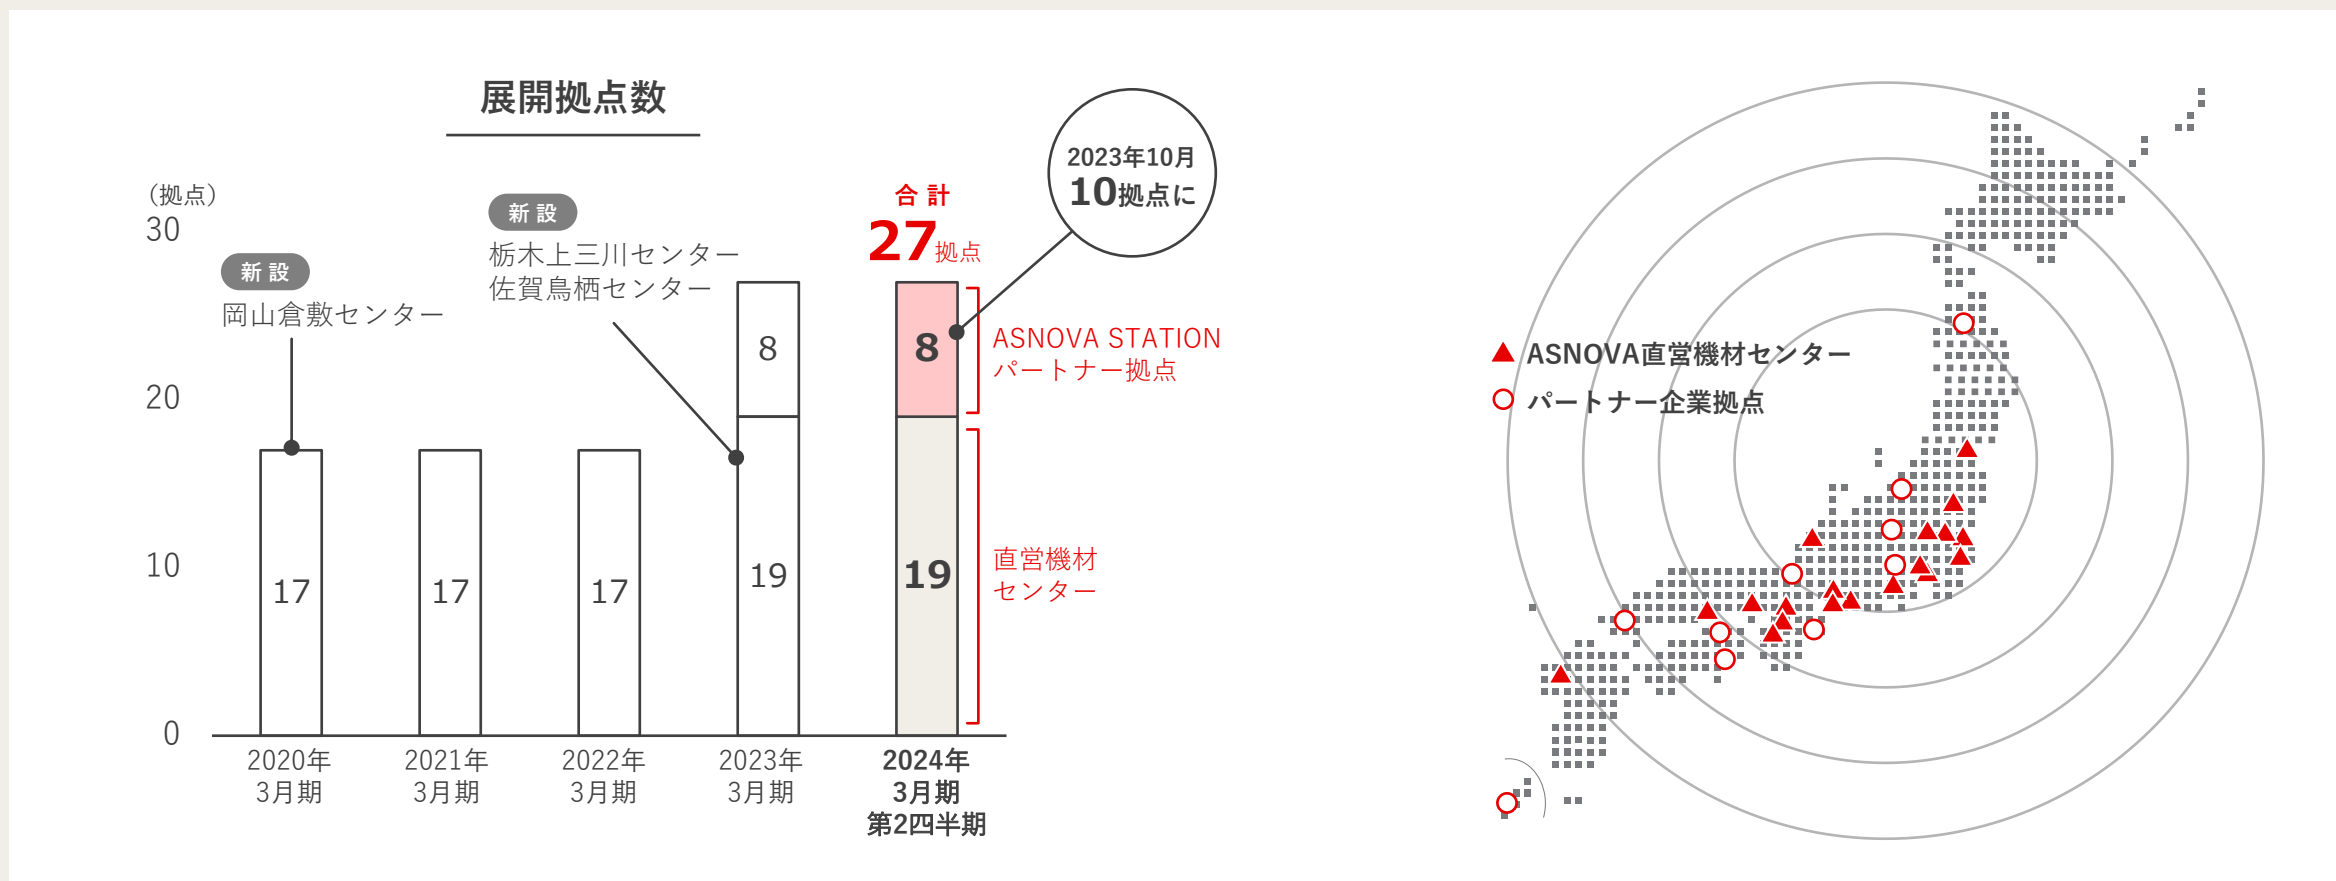 展開拠点数
（拠点）
30
20
10
0
新設
岡山倉敷センター
新設
栃木上三川センター
佐賀鳥栖センター
合計
27拠点
2023年10月
10拠点に
17
17
17
8
19
8
19
ASNOVA STATION
パートナー拠点
直営機材
センター
2020年
3月期
2021年
3月期
2022年
3月期
2023年
3月期
2024年
3月期
第2四半期
ASNOVA直営機材センター
パートナー企業拠点